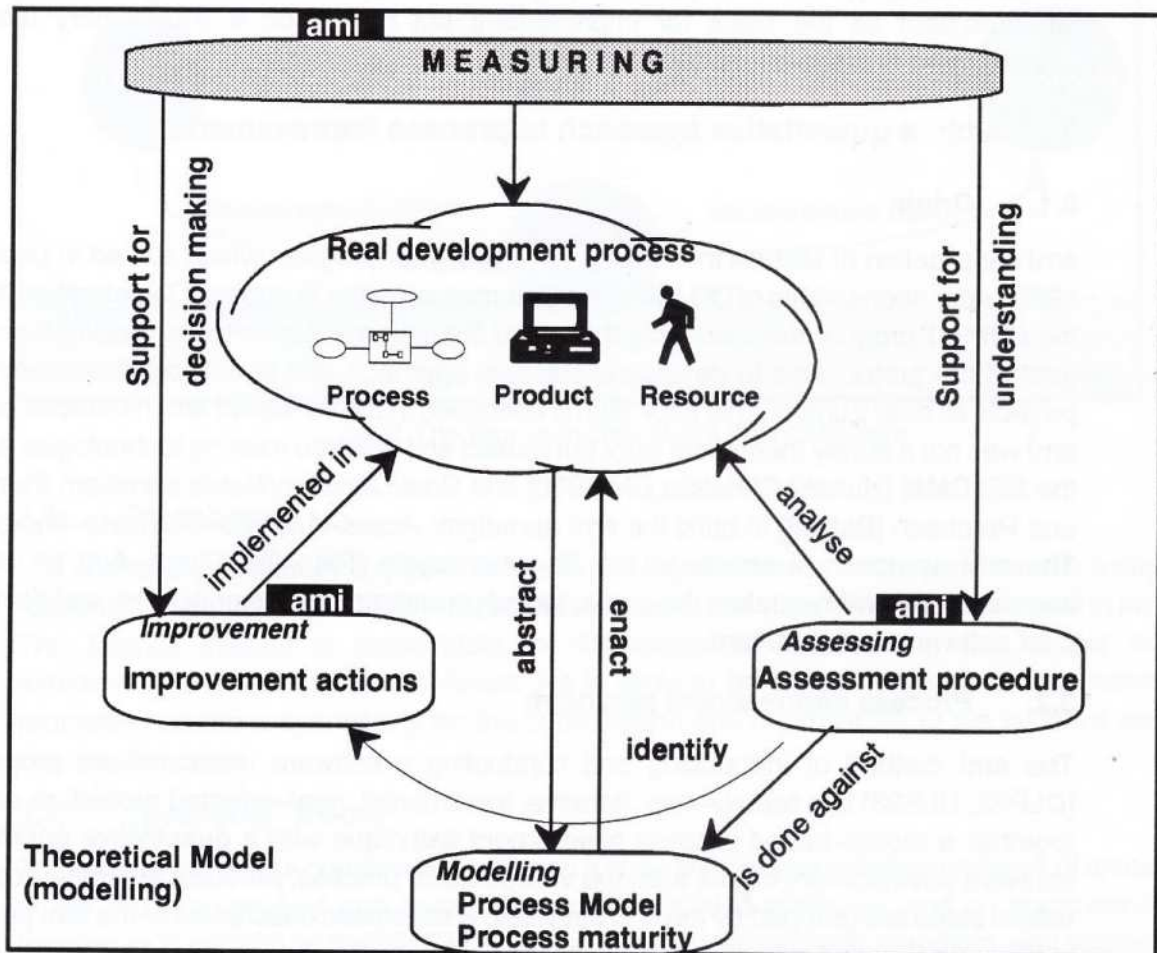 ami
MEASURING
Support for
decision making
Support for
understanding
Real development process
Process
Product
Resource
implemented in
abstract
enact
analyse
ami
Improvement
Improvement actions
ami
Assessing
Assessment procedure
identify
is done against
Theoretical Model
(modelling)
Modelling
Process Model
Process maturity